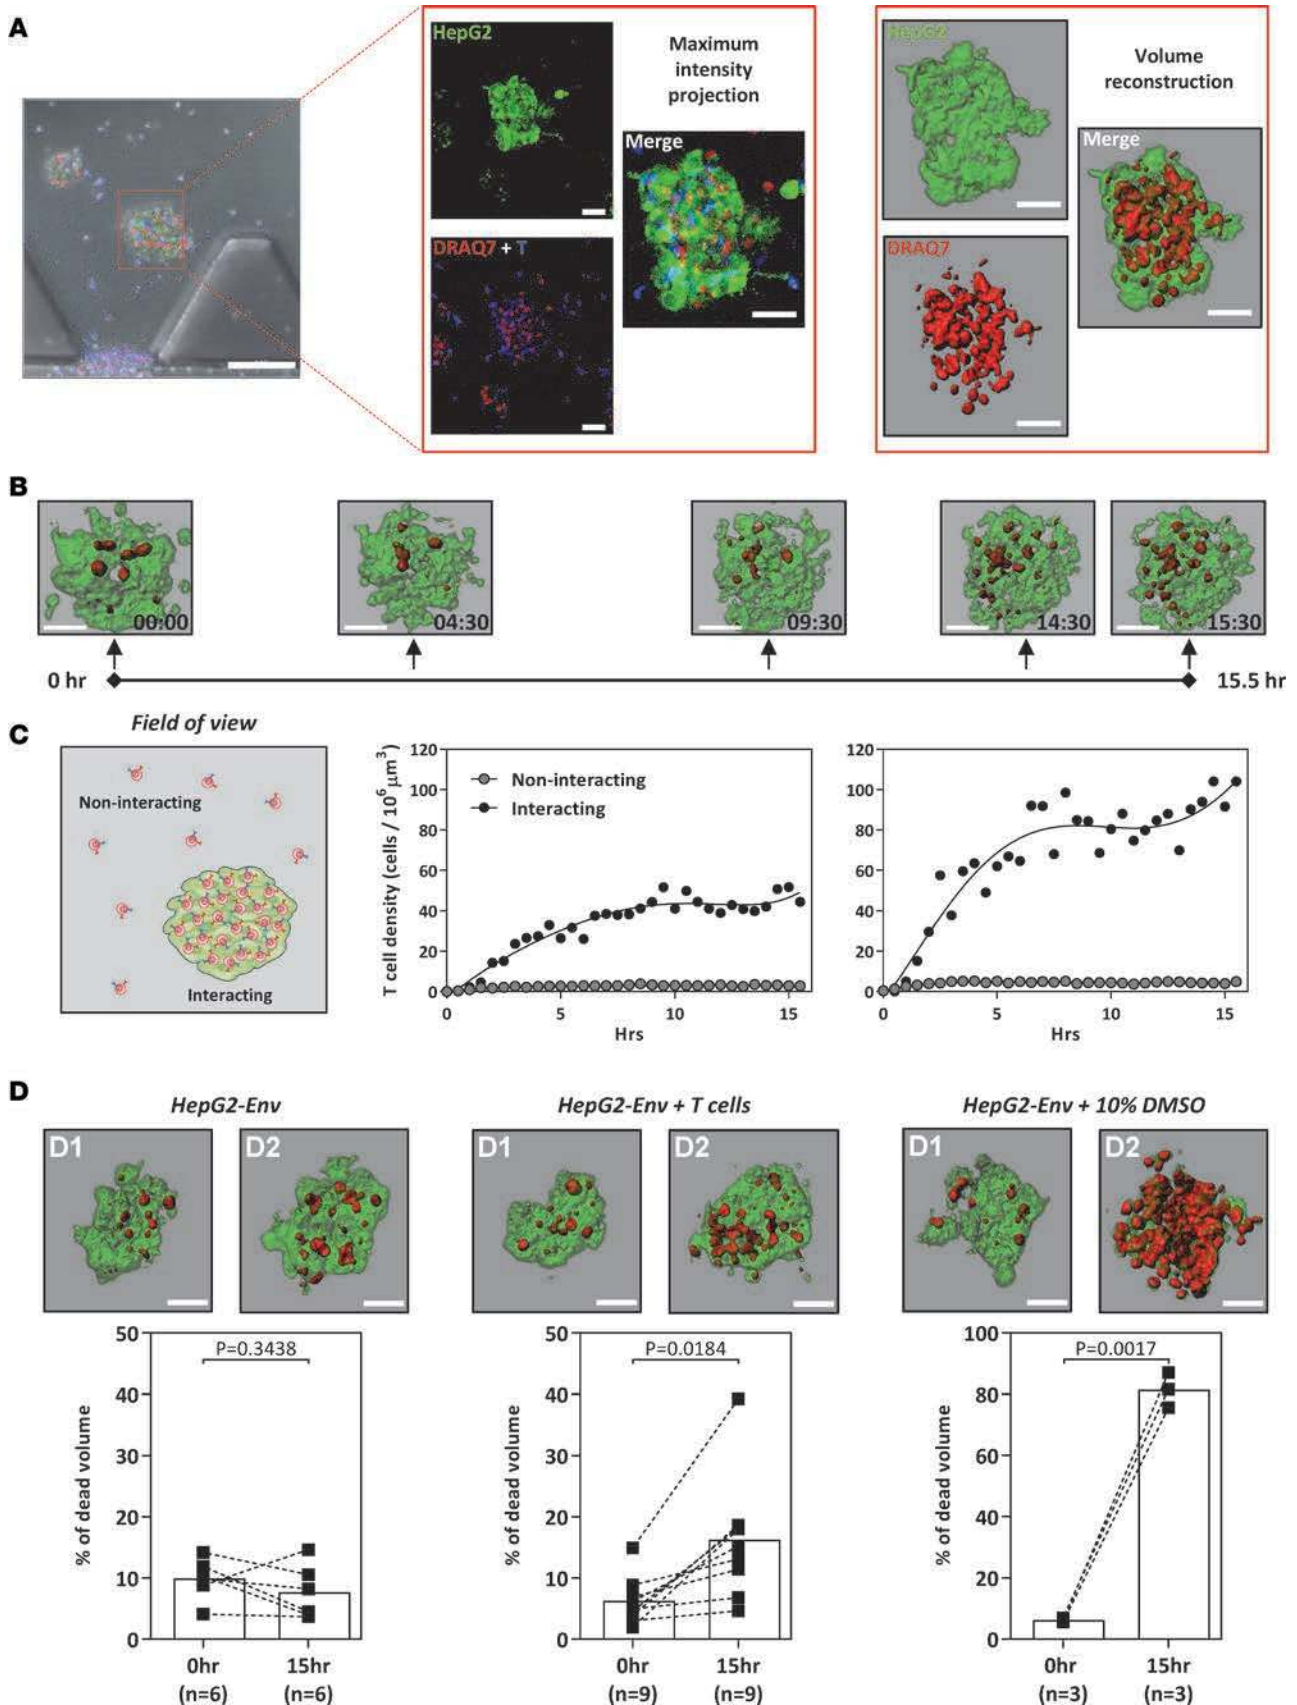 A
HepG2
Maximum
intensity
projection
Merge
DRAQ7 + T
HepG2
Volume
reconstruction
Merge
DRAQ7
B
00:00
04:30
09:30
14:30
15:30
0 hr
15.5 hr
C
Field of view
Non-interacting
Interacting
T cell density (cells / 10⁶ μm³)
120
100
80
60
40
20
0
Non-interacting
Interacting
0
5
10
15
Hrs
120
100
80
60
40
20
0
0
5
10
15
Hrs
D
HepG2-Env
D1
D2
HepG2-Env + T cells
D1
D2
HepG2-Env + 10% DMSO
D1
D2
% of dead volume
50
40
30
20
10
0
P=0.3438
0hr
(n=6)
15hr
(n=6)
% of dead volume
50
40
30
20
10
0
P=0.0184
0hr
(n=9)
15hr
(n=9)
% of dead volume
100
80
60
40
20
0
P=0.0017
0hr
(n=3)
15hr
(n=3)